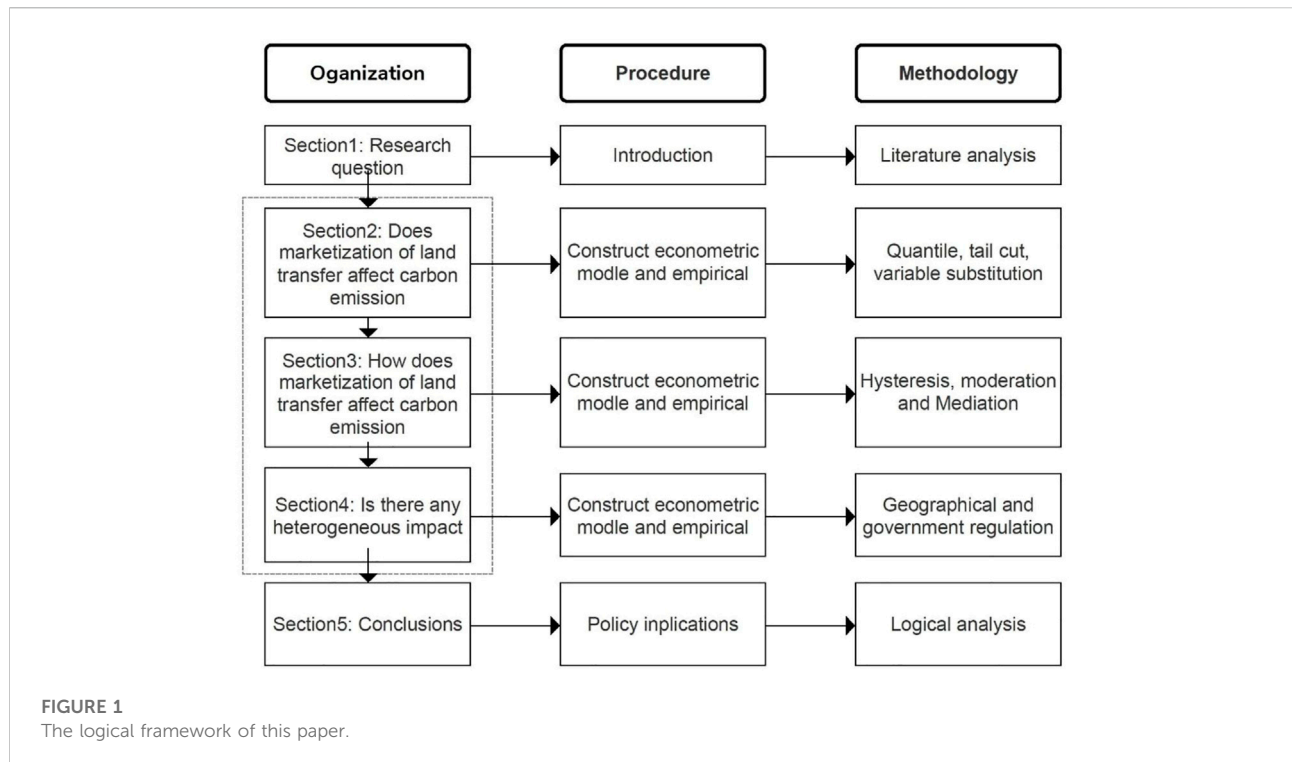 Oganization
Procedure
Methodology
Section1: Research
question
Introduction
Literature analysis
Section2: Does
marketization of land
transfer affect carbon
emission
Construct econometric
modle and empirical
Quantile, tail cut,
variable substitution
Section3: How does
marketization of land
transfer affect carbon
emission
Construct econometric
modle and empirical
Hysteresis, moderation
and Mediation
Section4: Is there any
heterogeneous impact
Construct econometric
modle and empirical
Geographical and
government regulation
Section5: Conclusions
Policy inplications
Logical analysis
FIGURE 1
The logical framework of this paper.